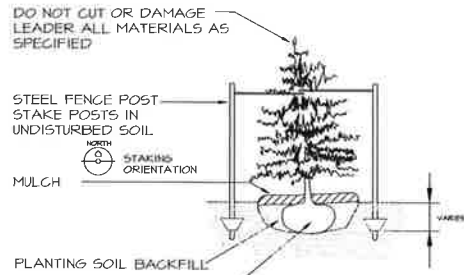 DO NOT CUT OR DAMAGE
LEADER ALL MATERIALS AS
SPECIFIED
STEEL FENCE POST
STAKE POSTS IN
UNDISTURBED SOIL
NORTH
STAKING
ORIENTATION
MULCH
VARIES
PLANTING SOIL BACKFILL